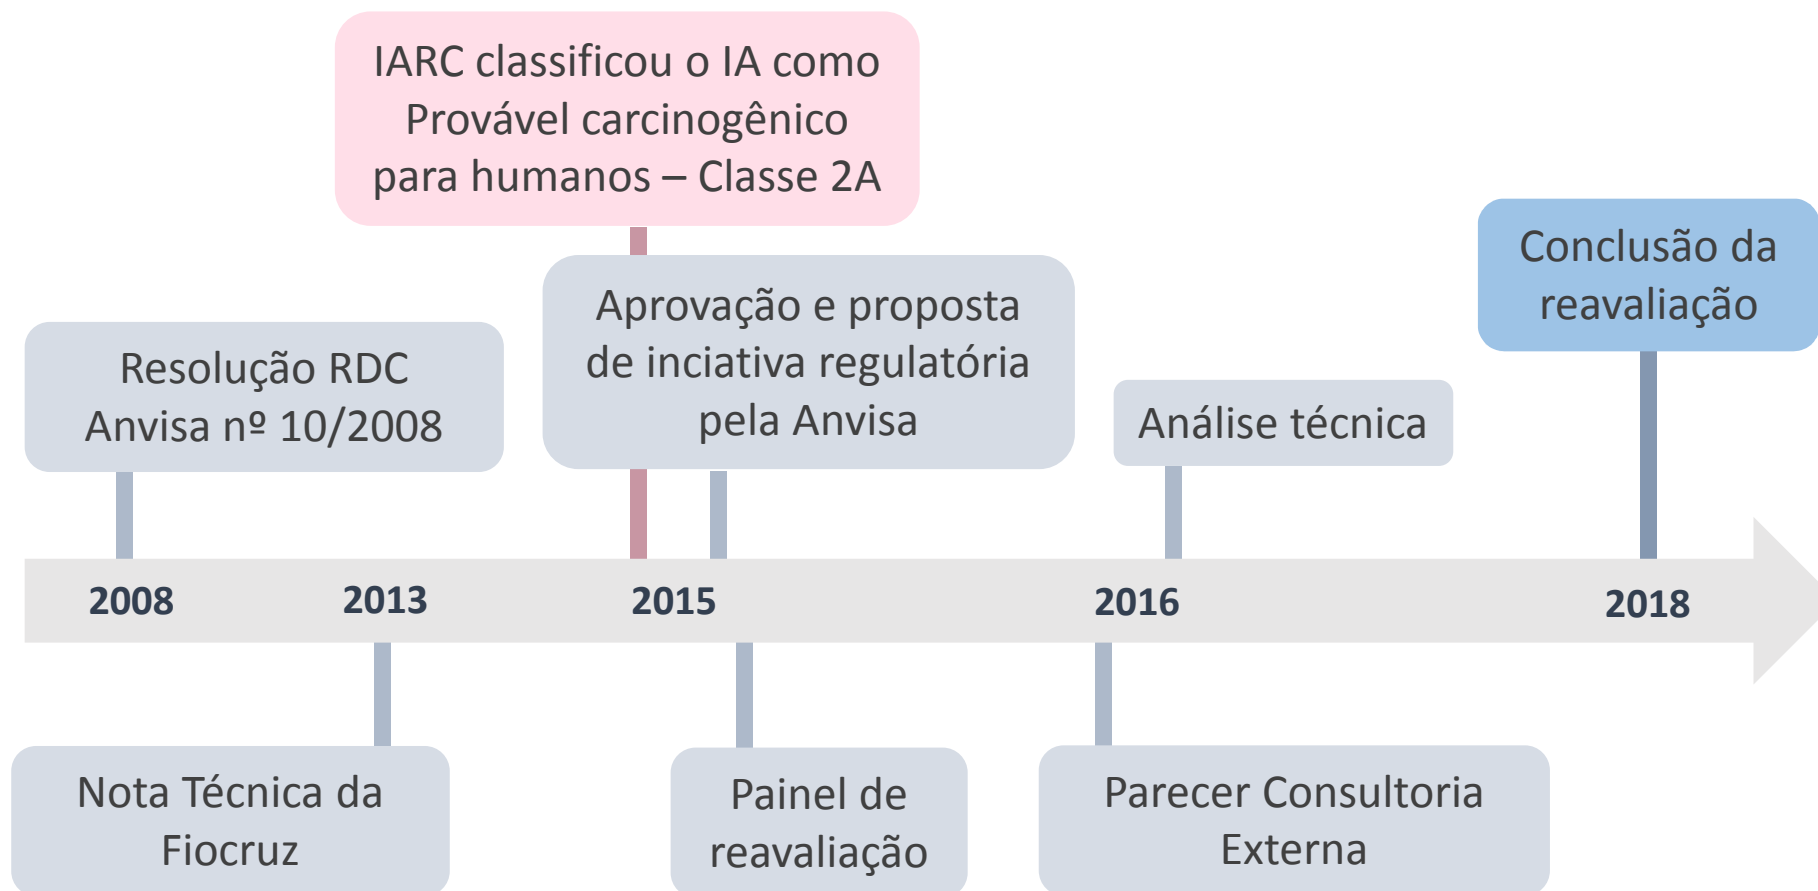 IARC classificou o IA como
Provável carcinogênico
para humanos – Classe 2A
Conclusão da
reavaliação
Aprovação e proposta
de inciativa regulatória
pela Anvisa
Resolução RDC
Anvisa nº 10/2008
Análise técnica
2008
2013
2015
2016
2018
Nota Técnica da
Fiocruz
Painel de
reavaliação
Parecer Consultoria
Externa